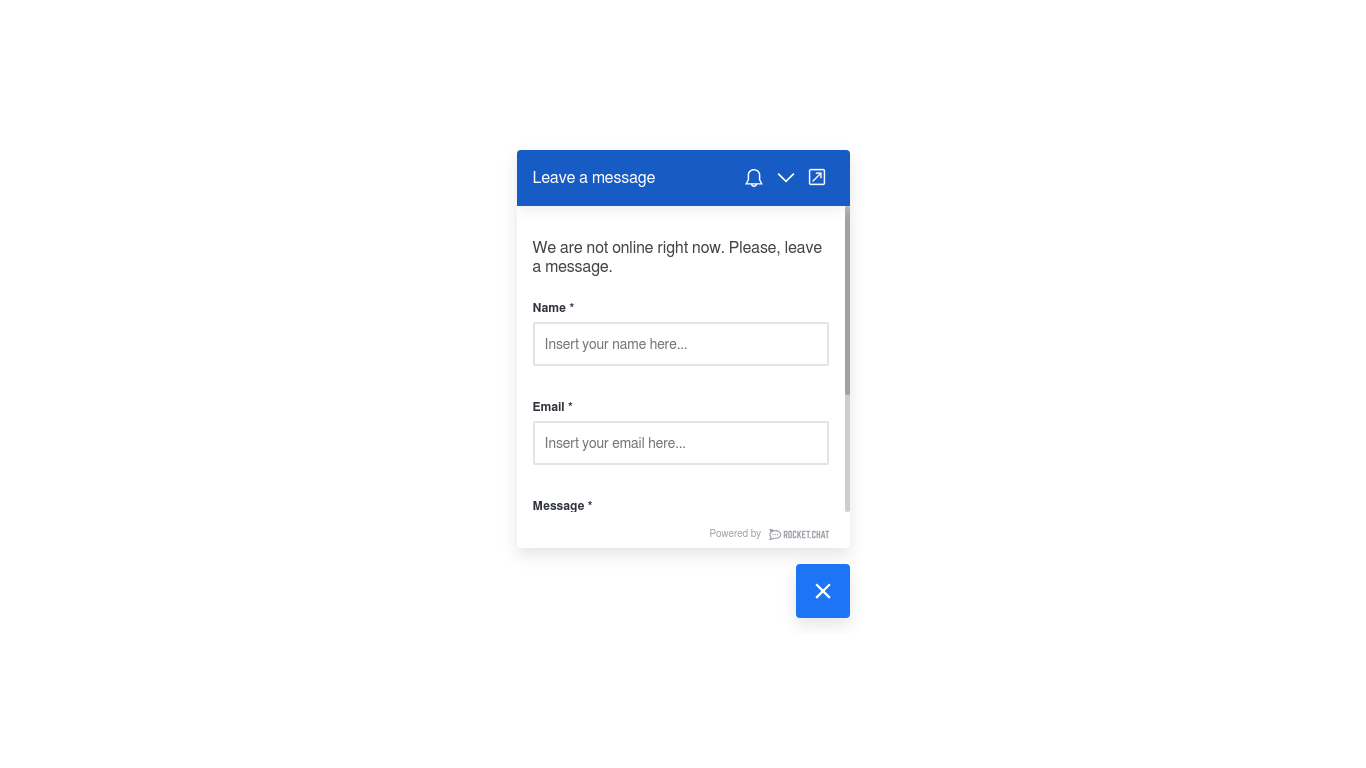 Leave a message
We are not online right now. Please, leave
a message.
Name *
Insert your name here...
Email *
Insert your email here...
Message *
Powered by ROCKET.CHAT